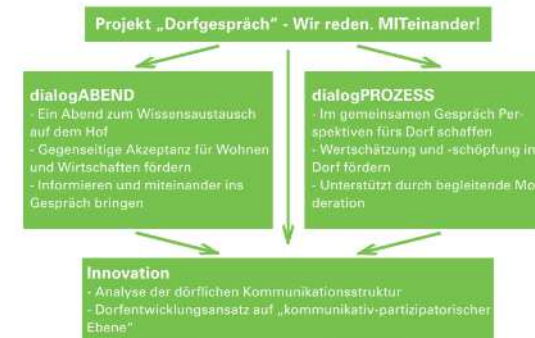 Projekt „Dorfgespräch" - Wir reden. MITeinander!
dialogABEND
- Ein Abend zum Wissensaustausch
auf dem Hof
- Gegenseitige Akzeptanz für Wohnen
und Wirtschaften fördern
- Informieren und miteinander ins
Gespräch bringen
dialogPROZESS
- Im gemeinsamen Gespräch Per-
spektiven fürs Dorf schaffen
- Wertschätzung und -schöpfung im
Dorf fördern
- Unterstützt durch begleitende Mo-
deration
Innovation
- Analyse der dörflichen Kommunikationsstruktur
- Dorfentwicklungsansatz auf „kommunikativ-partizipatorischer
Ebene"